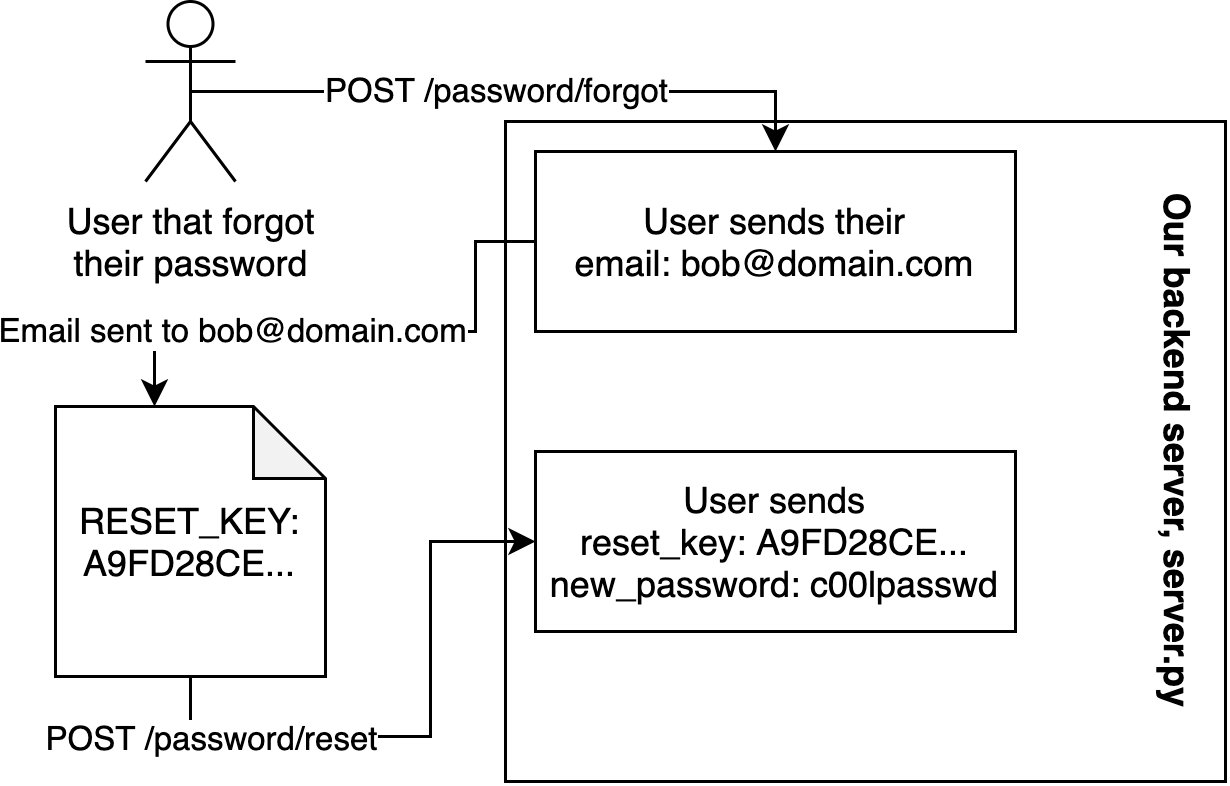 POST /password/forgot
User that forgot
their password
User sends their
email: bob@domain.com
Email sent to bob@domain.com
RESET_KEY:
A9FD28CE...
User sends
reset_key: A9FD28CE...
new_password: c00lpasswd
POST /password/reset
Our backend server, server.py